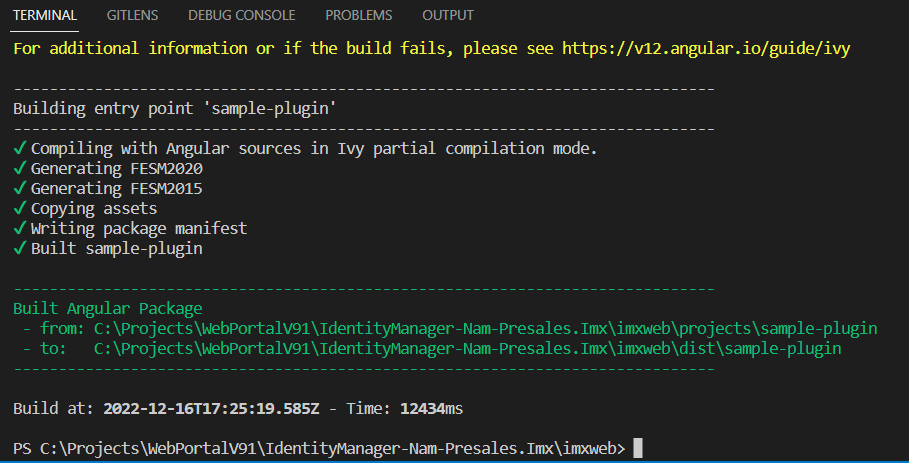 TERMINAL GITLENS DEBUG CONSOLE PROBLEMS OUTPUT
For additional information or if the build fails, please see https://v12.angular.io/guide/ivy
------------------------------------------------------------------------------
Building entry point 'sample-plugin'
------------------------------------------------------------------------------
✓ Compiling with Angular sources in Ivy partial compilation mode.
✓ Generating FESM2020
✓ Generating FESM2015
✓ Copying assets
✓ Writing package manifest
✓ Built sample-plugin
------------------------------------------------------------------------------
Built Angular Package
- from: C:\Projects\WebPortalV91\IdentityManager-Nam-Presales.Imx\imxweb\projects\sample-plugin
- to: C:\Projects\WebPortalV91\IdentityManager-Nam-Presales.Imx\imxweb\dist\sample-plugin
------------------------------------------------------------------------------
Build at: 2022-12-16T17:25:19.585Z - Time: 12434ms
PS C:\Projects\WebPortalV91\IdentityManager-Nam-Presales.Imx\imxweb>